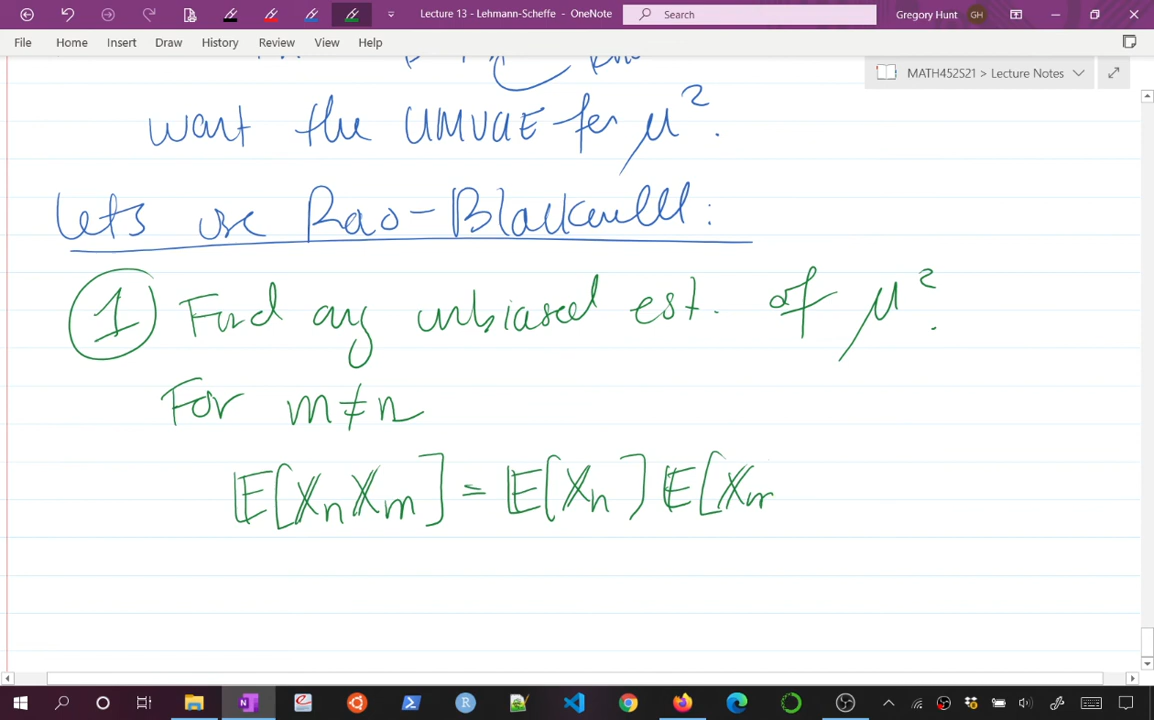 Lecture 13 - Lehmann-Scheffe - OneNote
Search
Gregory Hunt GH
File Home Insert Draw History Review View Help
MATH452S21 > Lecture Notes
want the UMVUE for μ².
Lets use Rao-Blackwell:
1 Find any unbiased est. of μ².
For m≠n
E[XnXm] = E[Xn] E[Xm